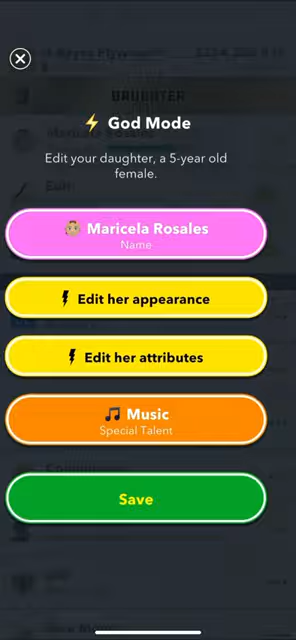 DAUGHTER
⚡ God Mode
Edit your daughter, a 5-year old
female.
Maricela Rosales
Name
Edit her appearance
Edit her attributes
Music
Special Talent
Save